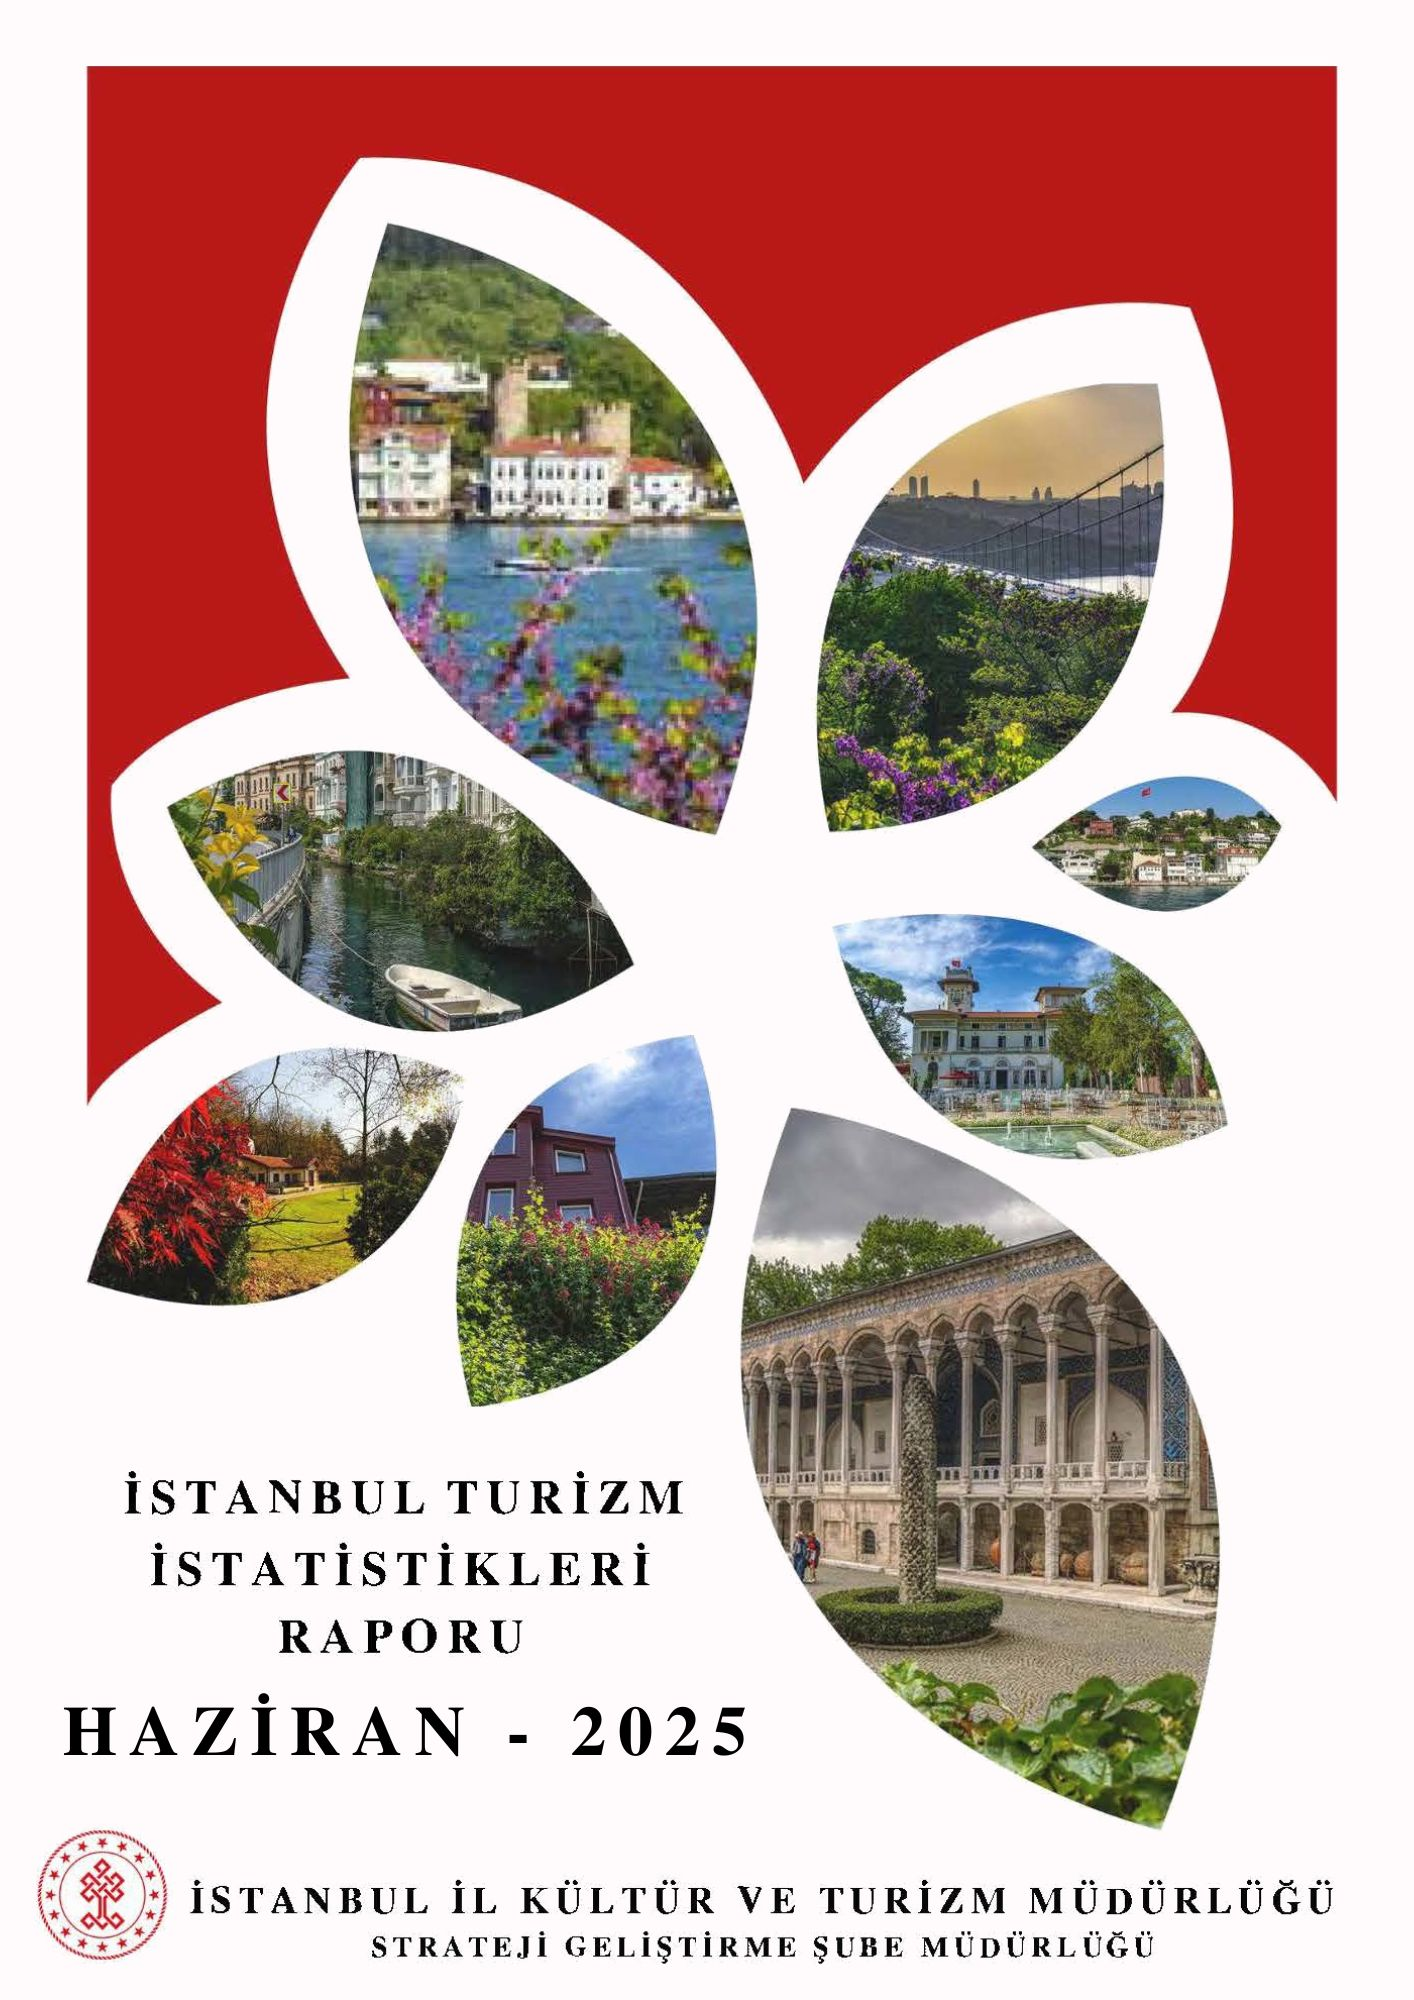 İSTANBUL TURİZM
İSTATİSTİKLERİ
RAPORU
HAZİRAN - 2025
İSTANBUL İL KÜLTÜR VE TURİZM MÜDÜRLÜĞÜ
STRATEJİ GELİŞTİRME ŞUBE MÜDÜRLÜĞÜ